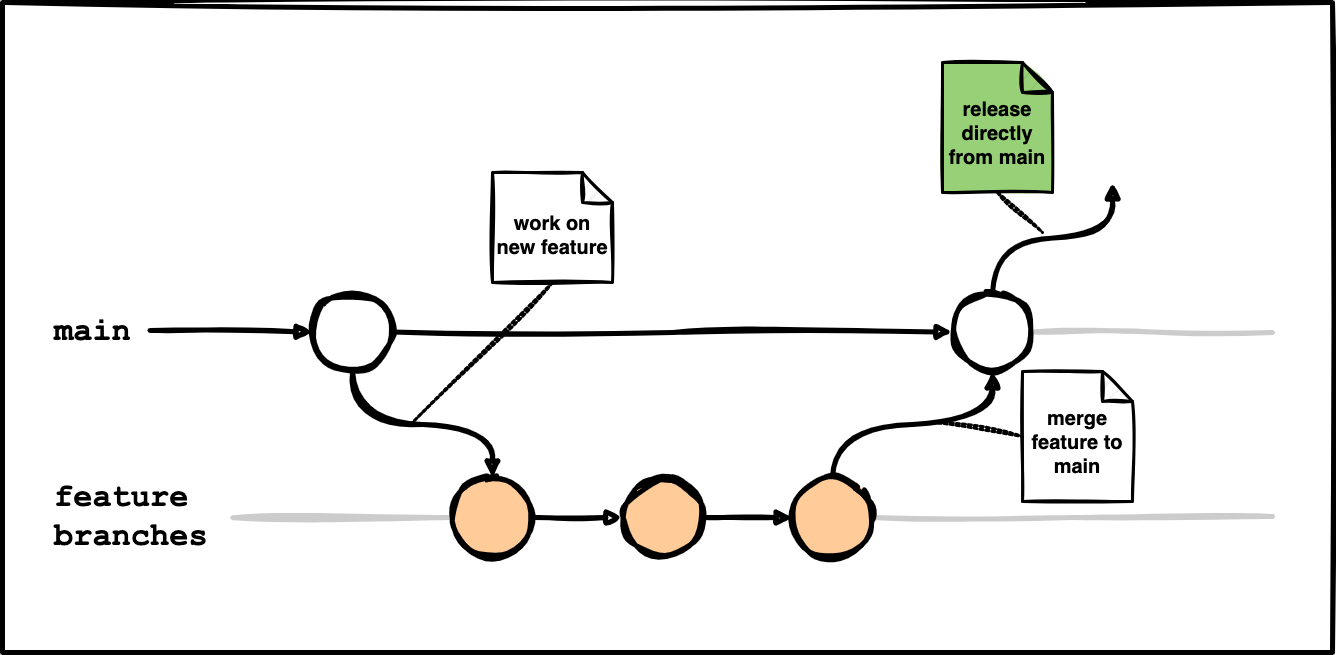 release
directly
from main
work on
new feature
main
merge
feature to
main
feature
branches